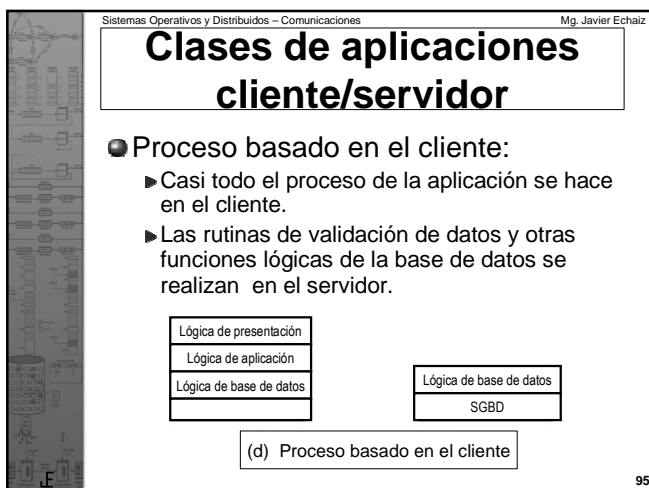 Sistemas Operativos y Distribuidos – Comunicaciones Mg. Javier Echaiz
Clases de aplicaciones
cliente/servidor
Proceso basado en el cliente:
Casi todo el proceso de la aplicación se hace
en el cliente.
Las rutinas de validación de datos y otras
funciones lógicas de la base de datos se
realizan en el servidor.
Lógica de presentación
Lógica de aplicación
Lógica de base de datos
Lógica de base de datos
SGBD
(d) Proceso basado en el cliente
JE
95